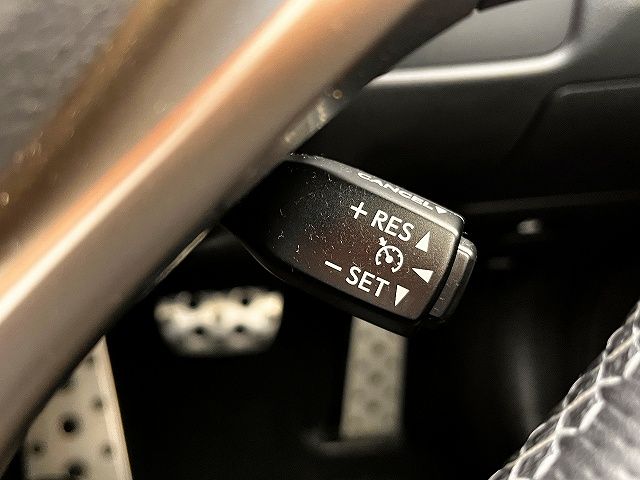 CANCEL
+ RES ▲
◀
− SET ▼